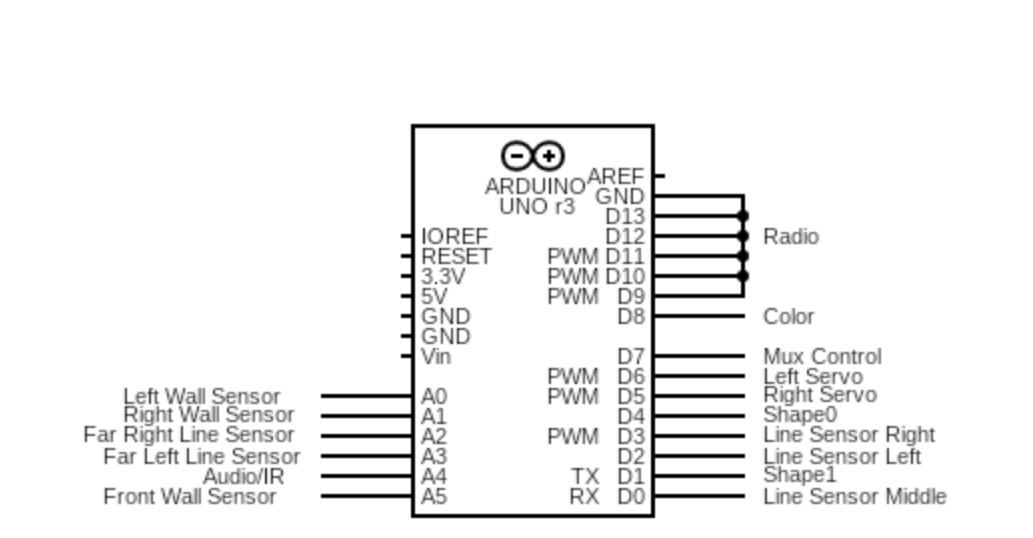 AREF
ARDUINO
GND
UNO r3
D13
IOREF
D12
Radio
RESET
PWM D11
3.3V
PWM D10
5V
PWM D9
GND
D8
Color
GND
Vin
D7
Mux Control
PWM D6
Left Servo
Left Wall Sensor
A0
PWM D5
Right Servo
Right Wall Sensor
A1
D4
Shape0
Far Right Line Sensor
A2
PWM D3
Line Sensor Right
Far Left Line Sensor
A3
D2
Line Sensor Left
Audio/IR
A4
TX D1
Shape1
Front Wall Sensor
A5
RX D0
Line Sensor Middle